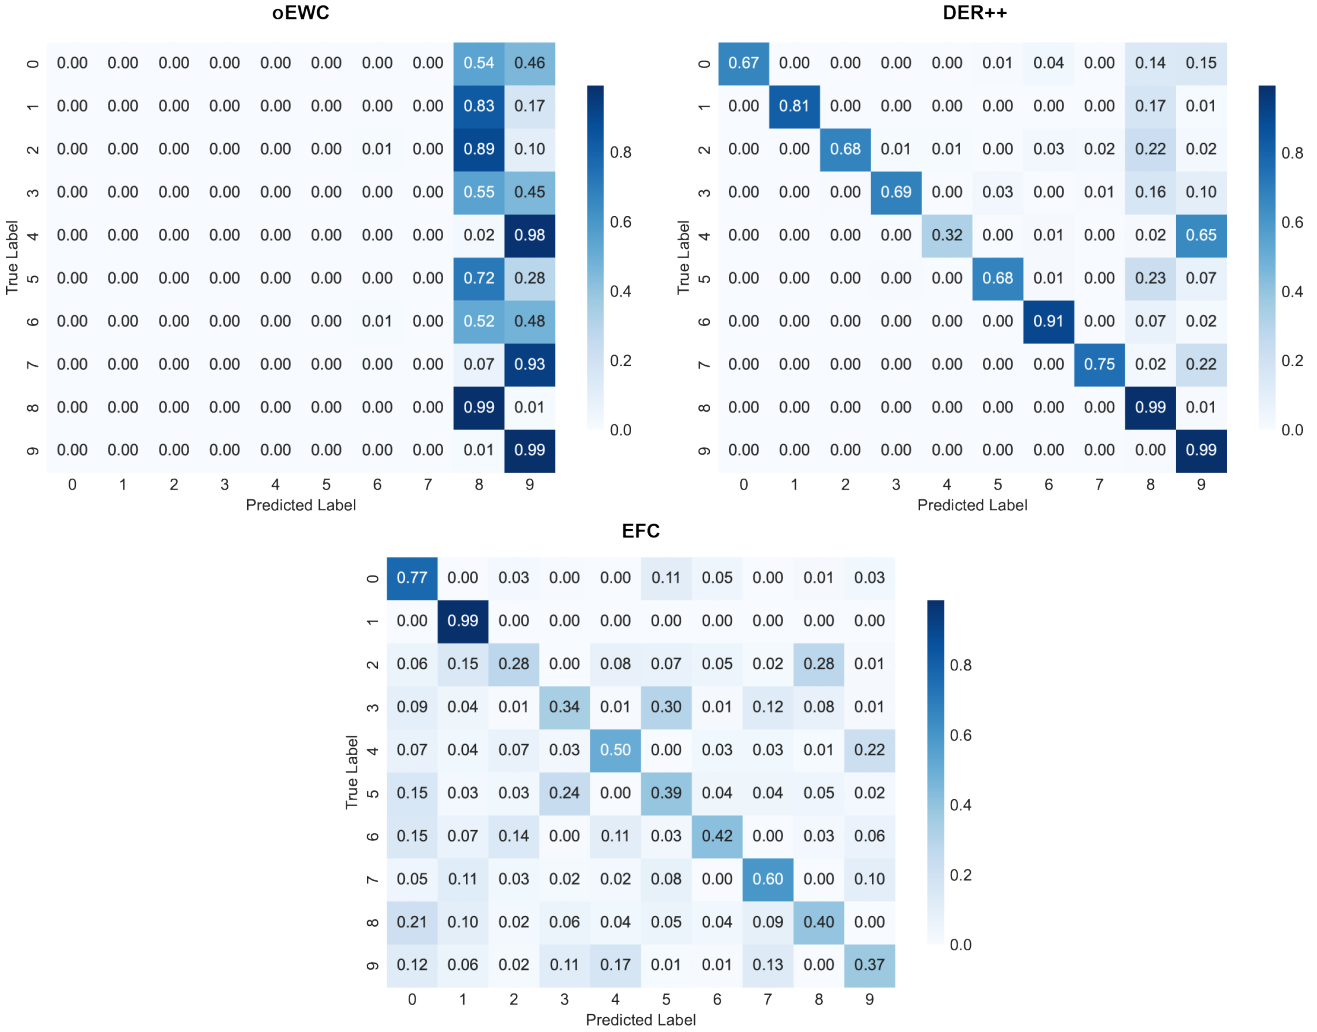 oEWC
0 0.00 0.00 0.00 0.00 0.00 0.00 0.00 0.00 0.54 0.46
1 0.00 0.00 0.00 0.00 0.00 0.00 0.00 0.00 0.83 0.17
2 0.00 0.00 0.00 0.00 0.00 0.00 0.01 0.00 0.89 0.10
3 0.00 0.00 0.00 0.00 0.00 0.00 0.00 0.00 0.55 0.45
4 0.00 0.00 0.00 0.00 0.00 0.00 0.00 0.00 0.02 0.98
5 0.00 0.00 0.00 0.00 0.00 0.00 0.00 0.00 0.72 0.28
6 0.00 0.00 0.00 0.00 0.00 0.00 0.01 0.00 0.52 0.48
7 0.00 0.00 0.00 0.00 0.00 0.00 0.00 0.00 0.07 0.93
8 0.00 0.00 0.00 0.00 0.00 0.00 0.00 0.00 0.99 0.01
9 0.00 0.00 0.00 0.00 0.00 0.00 0.00 0.00 0.01 0.99
0 1 2 3 4 5 6 7 8 9
Predicted Label
True Label
0.8
0.6
0.4
0.2
0.0
DER++
0 0.67 0.00 0.00 0.00 0.00 0.01 0.04 0.00 0.14 0.15
1 0.00 0.81 0.00 0.00 0.00 0.00 0.00 0.00 0.17 0.01
2 0.00 0.00 0.68 0.01 0.01 0.00 0.03 0.02 0.22 0.02
3 0.00 0.00 0.00 0.69 0.00 0.03 0.00 0.01 0.16 0.10
4 0.00 0.00 0.00 0.00 0.32 0.00 0.01 0.00 0.02 0.65
5 0.00 0.00 0.00 0.00 0.00 0.68 0.01 0.00 0.23 0.07
6 0.00 0.00 0.00 0.00 0.00 0.00 0.91 0.00 0.07 0.02
7 0.00 0.00 0.00 0.00 0.00 0.00 0.00 0.75 0.02 0.22
8 0.00 0.00 0.00 0.00 0.00 0.00 0.00 0.00 0.99 0.01
9 0.00 0.00 0.00 0.00 0.00 0.00 0.00 0.00 0.00 0.99
0 1 2 3 4 5 6 7 8 9
Predicted Label
True Label
0.8
0.6
0.4
0.2
0.0
EFC
0 0.77 0.00 0.03 0.00 0.00 0.11 0.05 0.00 0.01 0.03
1 0.00 0.99 0.00 0.00 0.00 0.00 0.00 0.00 0.00 0.00
2 0.06 0.15 0.28 0.00 0.08 0.07 0.05 0.02 0.28 0.01
3 0.09 0.04 0.01 0.34 0.01 0.30 0.01 0.12 0.08 0.01
4 0.07 0.04 0.07 0.03 0.50 0.00 0.03 0.03 0.01 0.22
5 0.15 0.03 0.03 0.24 0.00 0.39 0.04 0.04 0.05 0.02
6 0.15 0.07 0.14 0.00 0.11 0.03 0.42 0.00 0.03 0.06
7 0.05 0.11 0.03 0.02 0.02 0.08 0.00 0.60 0.00 0.10
8 0.21 0.10 0.02 0.06 0.04 0.05 0.04 0.09 0.40 0.00
9 0.12 0.06 0.02 0.11 0.17 0.01 0.01 0.13 0.00 0.37
0 1 2 3 4 5 6 7 8 9
Predicted Label
True Label
0.8
0.6
0.4
0.2
0.0